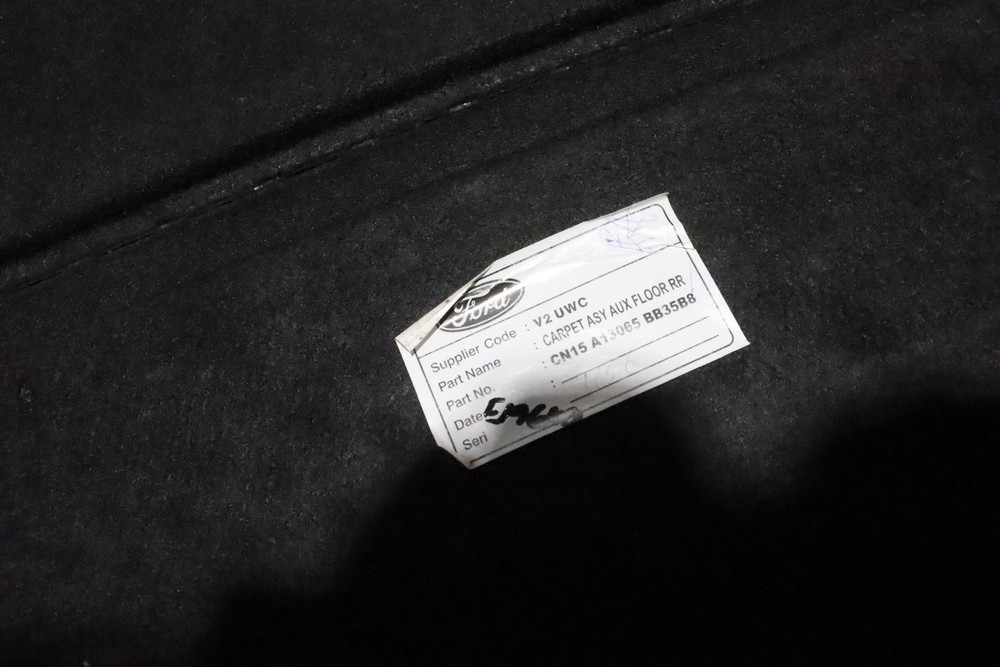 Ford
Supplier Code : V2 UWC
Part Name : CARPET ASY AUX FLOOR RR
Part No. : CN15 A13065 BB35B8
Date :
Seri